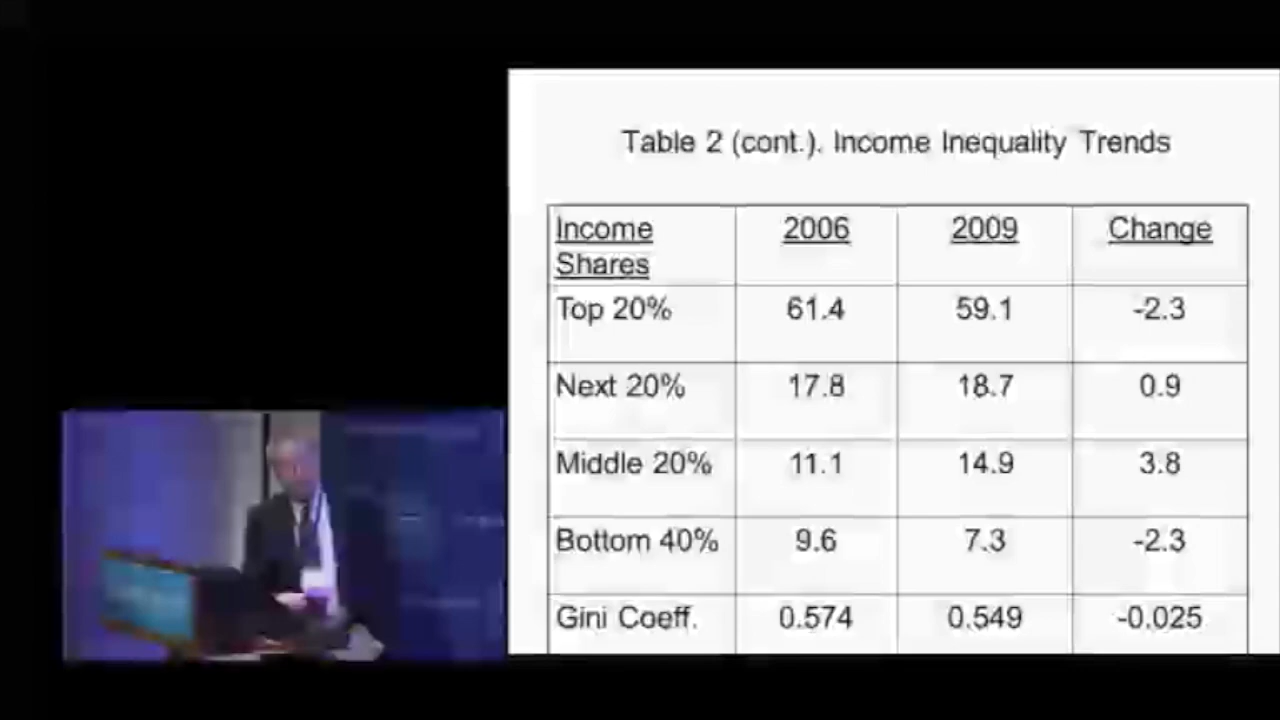 Table 2 (cont.). Income Inequality Trends
Income Shares 2006 2009 Change
Top 20% 61.4 59.1 -2.3
Next 20% 17.8 18.7 0.9
Middle 20% 11.1 14.9 3.8
Bottom 40% 9.6 7.3 -2.3
Gini Coeff. 0.574 0.549 -0.025